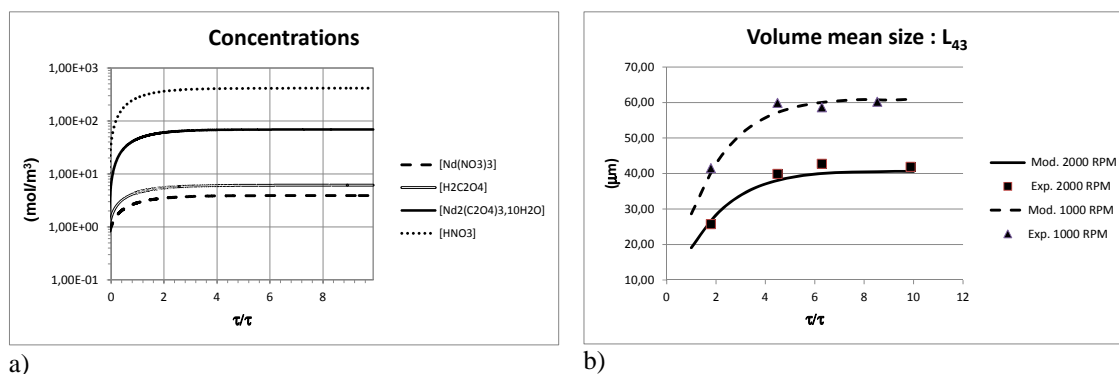 Concentrations
1,00E+03
1,00E+02
1,00E+01
1,00E+00
1,00E-01
(mol/m³)
0 2 4 6 8
τ/τ
[Nd(NO3)3]
[H2C2O4]
[Nd2(C2O4)3,10H2O]
[HNO3]
a)
Volume mean size : L₄₃
70,00
60,00
50,00
40,00
30,00
20,00
10,00
(µm)
0 2 4 6 8 10 12
τ/τ
Mod. 2000 RPM
Exp. 2000 RPM
Mod. 1000 RPM
Exp. 1000 RPM
b)